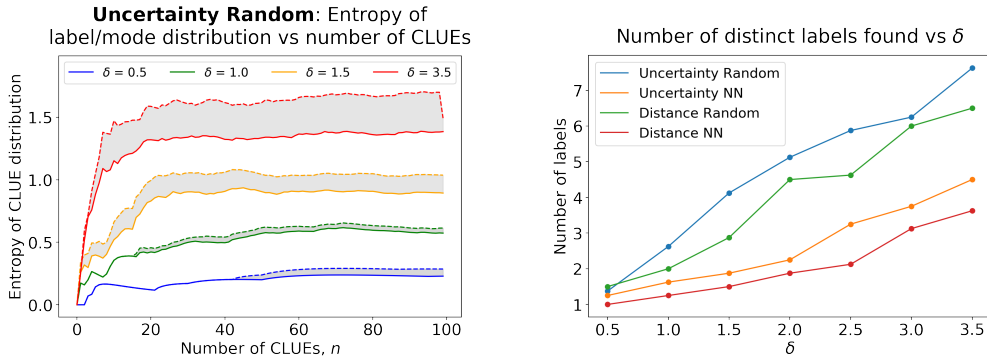 Uncertainty Random: Entropy of
label/mode distribution vs number of CLUEs
δ = 0.5 δ = 1.0 δ = 1.5 δ = 3.5
Entropy of CLUE distribution
1.5
1.0
0.5
0.0
0 20 40 60 80 100
Number of CLUEs, n
Number of distinct labels found vs δ
Uncertainty Random
Uncertainty NN
Distance Random
Distance NN
Number of labels
7
6
5
4
3
2
1
0.5 1.0 1.5 2.0 2.5 3.0 3.5
δ